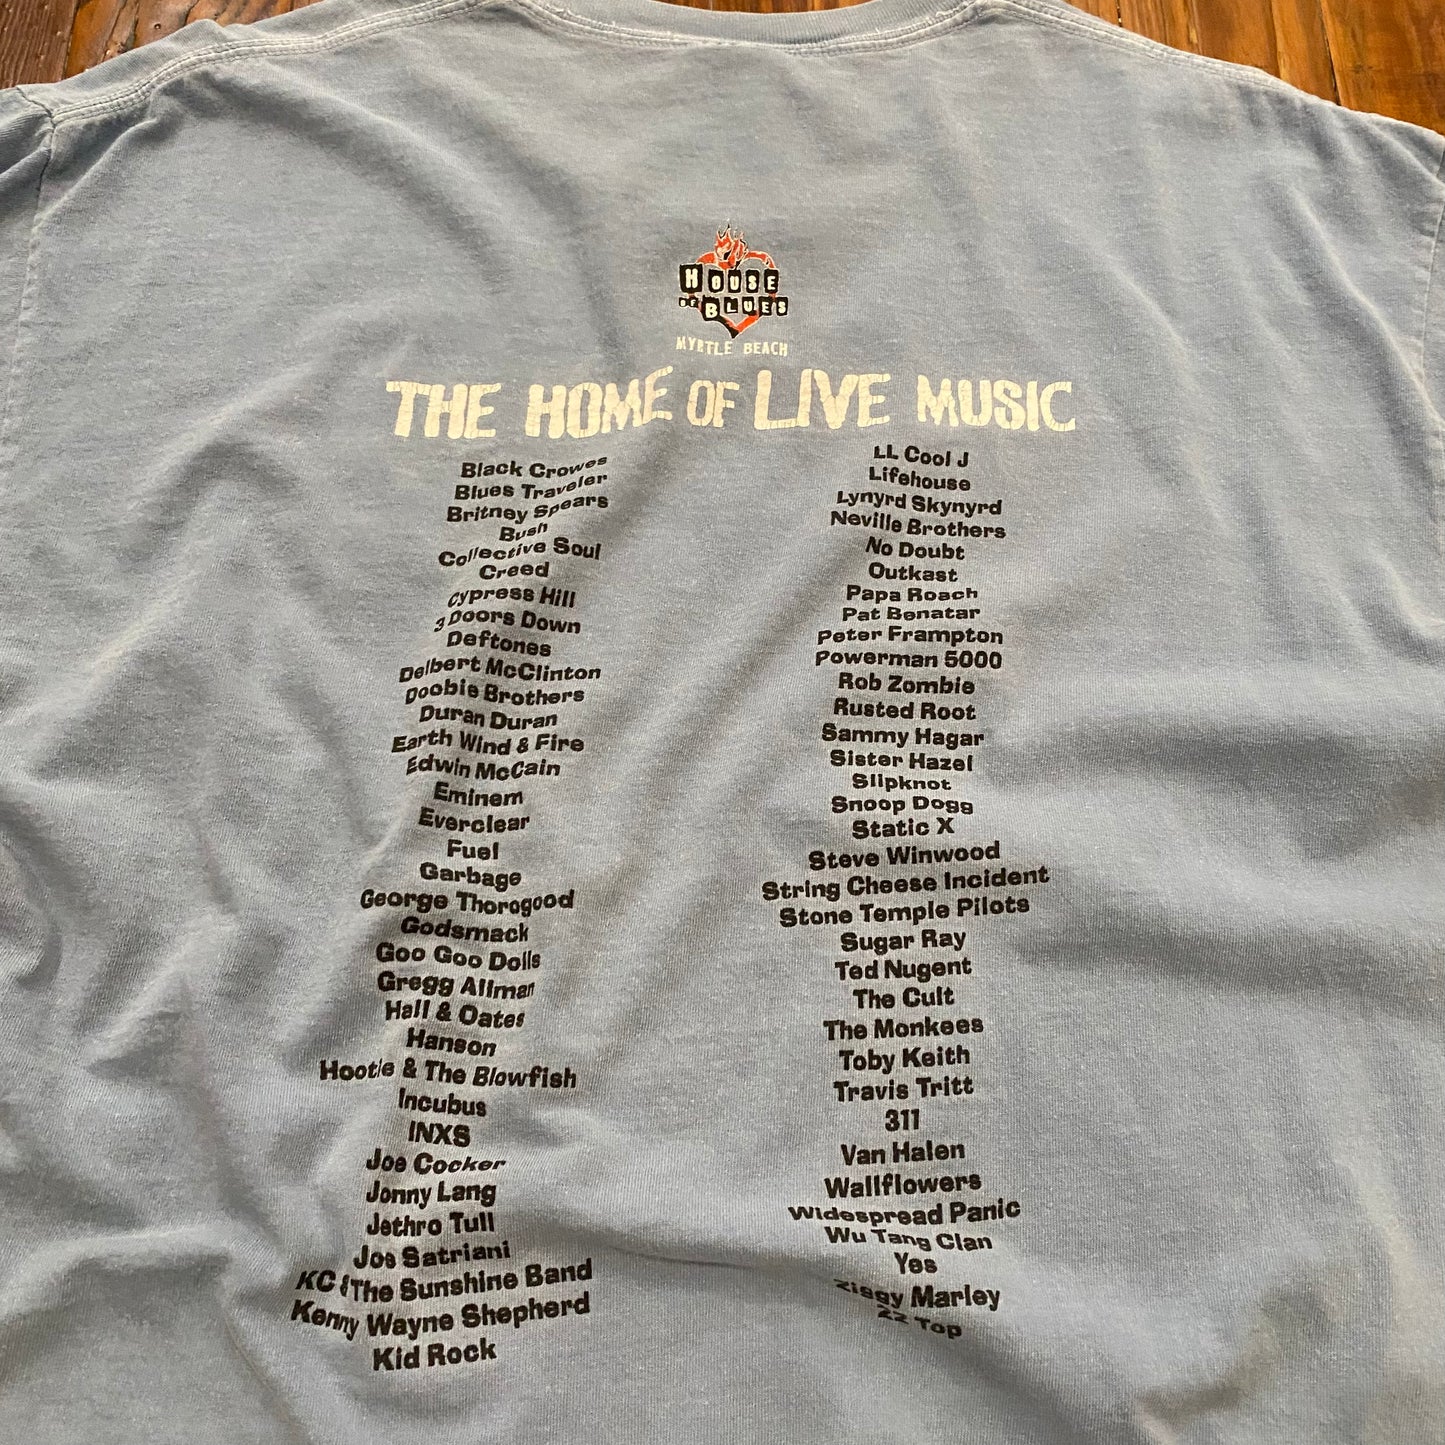 HOUSE
OF BLUES
MYRTLE BEACH
THE HOME OF LIVE MUSIC
Black Crowes
Blues Traveler
Britney Spears
Bush
Collective Soul
Creed
Cypress Hill
3 Doors Down
Deftones
Delbert McClinton
Doobie Brothers
Duran Duran
Earth Wind & Fire
Edwin McCain
Eminem
Everclear
Fuel
Garbage
George Thorogood
Godsmack
Goo Goo Dolls
Gregg Allman
Hall & Oates
Hanson
Hootie & The Blowfish
Incubus
INXS
Joe Cocker
Jonny Lang
Jethro Tull
Joe Satriani
KC & The Sunshine Band
Kenny Wayne Shepherd
Kid Rock
LL Cool J
Lifehouse
Lynyrd Skynyrd
Neville Brothers
No Doubt
Outkast
Papa Roach
Pat Benatar
Peter Frampton
Powerman 5000
Rob Zombie
Rusted Root
Sammy Hagar
Sister Hazel
Slipknot
Snoop Dogg
Static X
Steve Winwood
String Cheese Incident
Stone Temple Pilots
Sugar Ray
Ted Nugent
The Cult
The Monkees
Toby Keith
Travis Tritt
311
Van Halen
Wallflowers
Widespread Panic
Wu Tang Clan
Yes
Ziggy Marley
ZZ Top